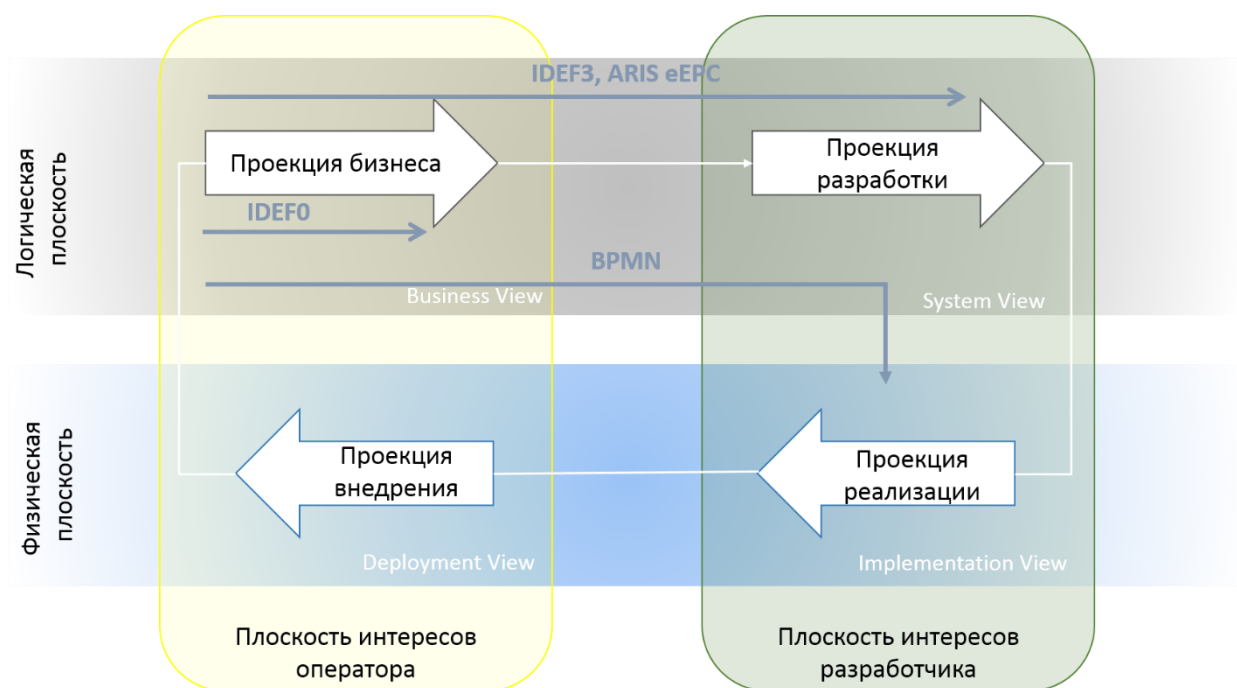 IDEF3, ARIS eEPC
Логическая
плоскость
Проекция бизнеса
Проекция
разработки
IDEF0
BPMN
Business View
System View
Физическая
плоскость
Проекция
внедрения
Проекция
реализации
Deployment View
Implementation View
Плоскость интересов
оператора
Плоскость интересов
разработчика